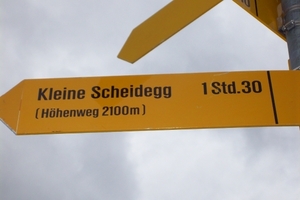 Kleine Scheidegg 1 Std.30
(Höhenweg 2100m)